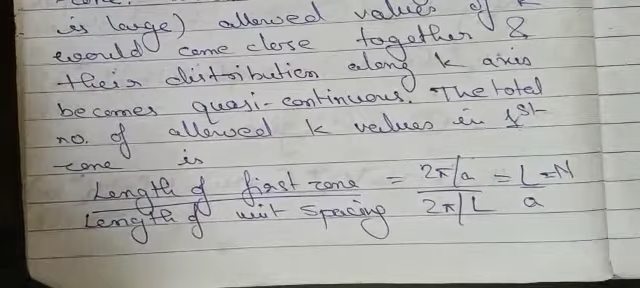 is large) allowed values of k
would come close together &
their distribution along k axis
becomes quasi-continuous. The total
no. of allowed k values in 1st
zone is
Length of first zone = 2π/a = L = N
Length of unit spacing 2π/L a